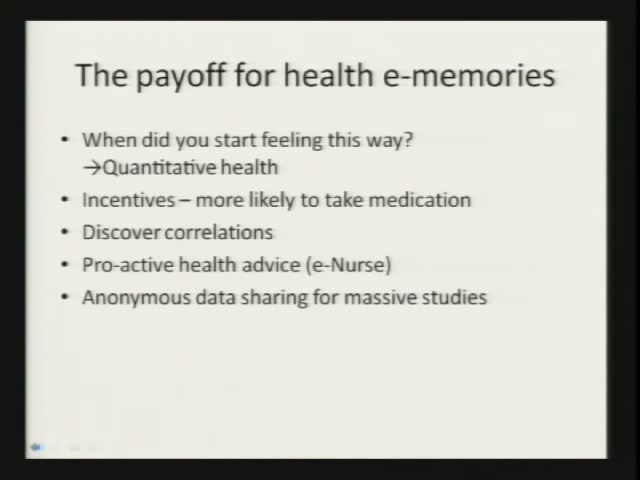 The payoff for health e-memories
• When did you start feeling this way?
→Quantitative health
• Incentives – more likely to take medication
• Discover correlations
• Pro-active health advice (e-Nurse)
• Anonymous data sharing for massive studies